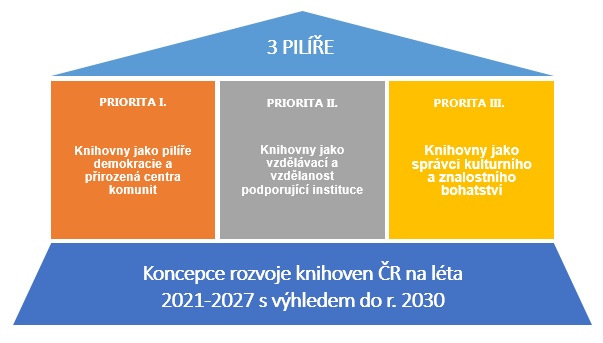 3 PILÍŘE
PRIORITA I.
Knihovny jako pilíře
demokracie a
přirozená centra
komunit
PRIORITA II.
Knihovny jako
vzdělávací a
vzdělanost
podporující instituce
PRORITA III.
Knihovny jako
správci kulturního
a znalostního
bohatství
Koncepce rozvoje knihoven ČR na léta
2021-2027 s výhledem do r. 2030